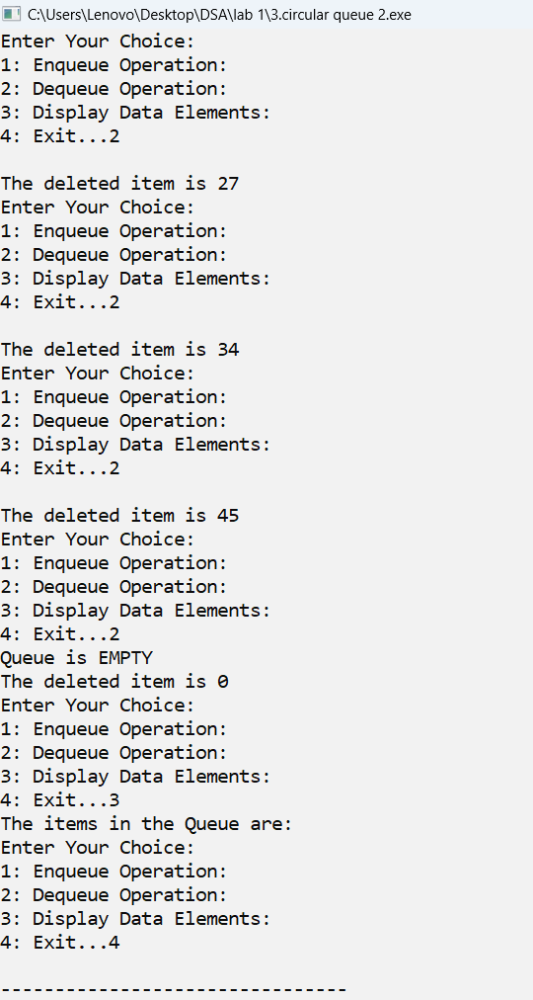 C:\Users\Lenovo\Desktop\DSA\lab 1\3.circular queue 2.exe
Enter Your Choice:
1: Enqueue Operation:
2: Dequeue Operation:
3: Display Data Elements:
4: Exit...2

The deleted item is 27
Enter Your Choice:
1: Enqueue Operation:
2: Dequeue Operation:
3: Display Data Elements:
4: Exit...2

The deleted item is 34
Enter Your Choice:
1: Enqueue Operation:
2: Dequeue Operation:
3: Display Data Elements:
4: Exit...2

The deleted item is 45
Enter Your Choice:
1: Enqueue Operation:
2: Dequeue Operation:
3: Display Data Elements:
4: Exit...2
Queue is EMPTY
The deleted item is 0
Enter Your Choice:
1: Enqueue Operation:
2: Dequeue Operation:
3: Display Data Elements:
4: Exit...3
The items in the Queue are:
Enter Your Choice:
1: Enqueue Operation:
2: Dequeue Operation:
3: Display Data Elements:
4: Exit...4

--------------------------------